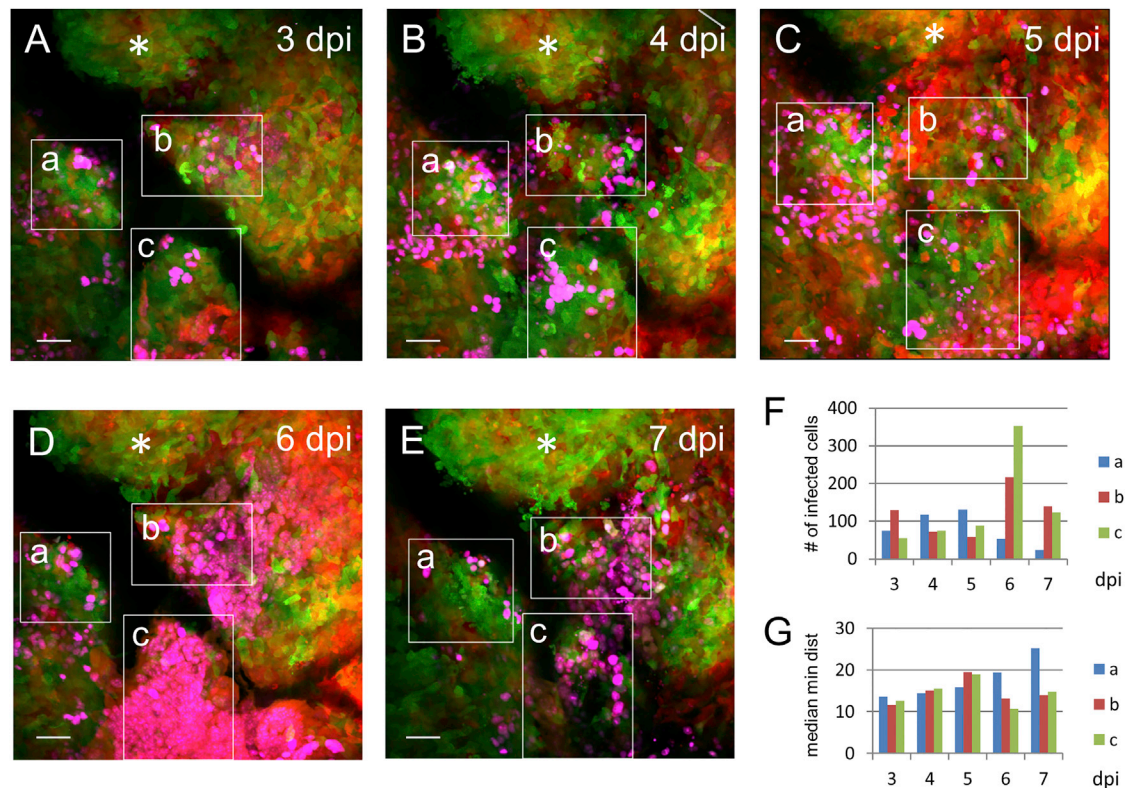 A * 3 dpi
a
b
c
B * 4 dpi
a
b
c
C * 5 dpi
a
b
c
D * 6 dpi
a
b
c
E * 7 dpi
a
b
c
F
# of infected cells
400
300
200
100
0
3 4 5 6 7 dpi
a
b
c
G
median min dist
30
20
10
0
3 4 5 6 7 dpi
a
b
c